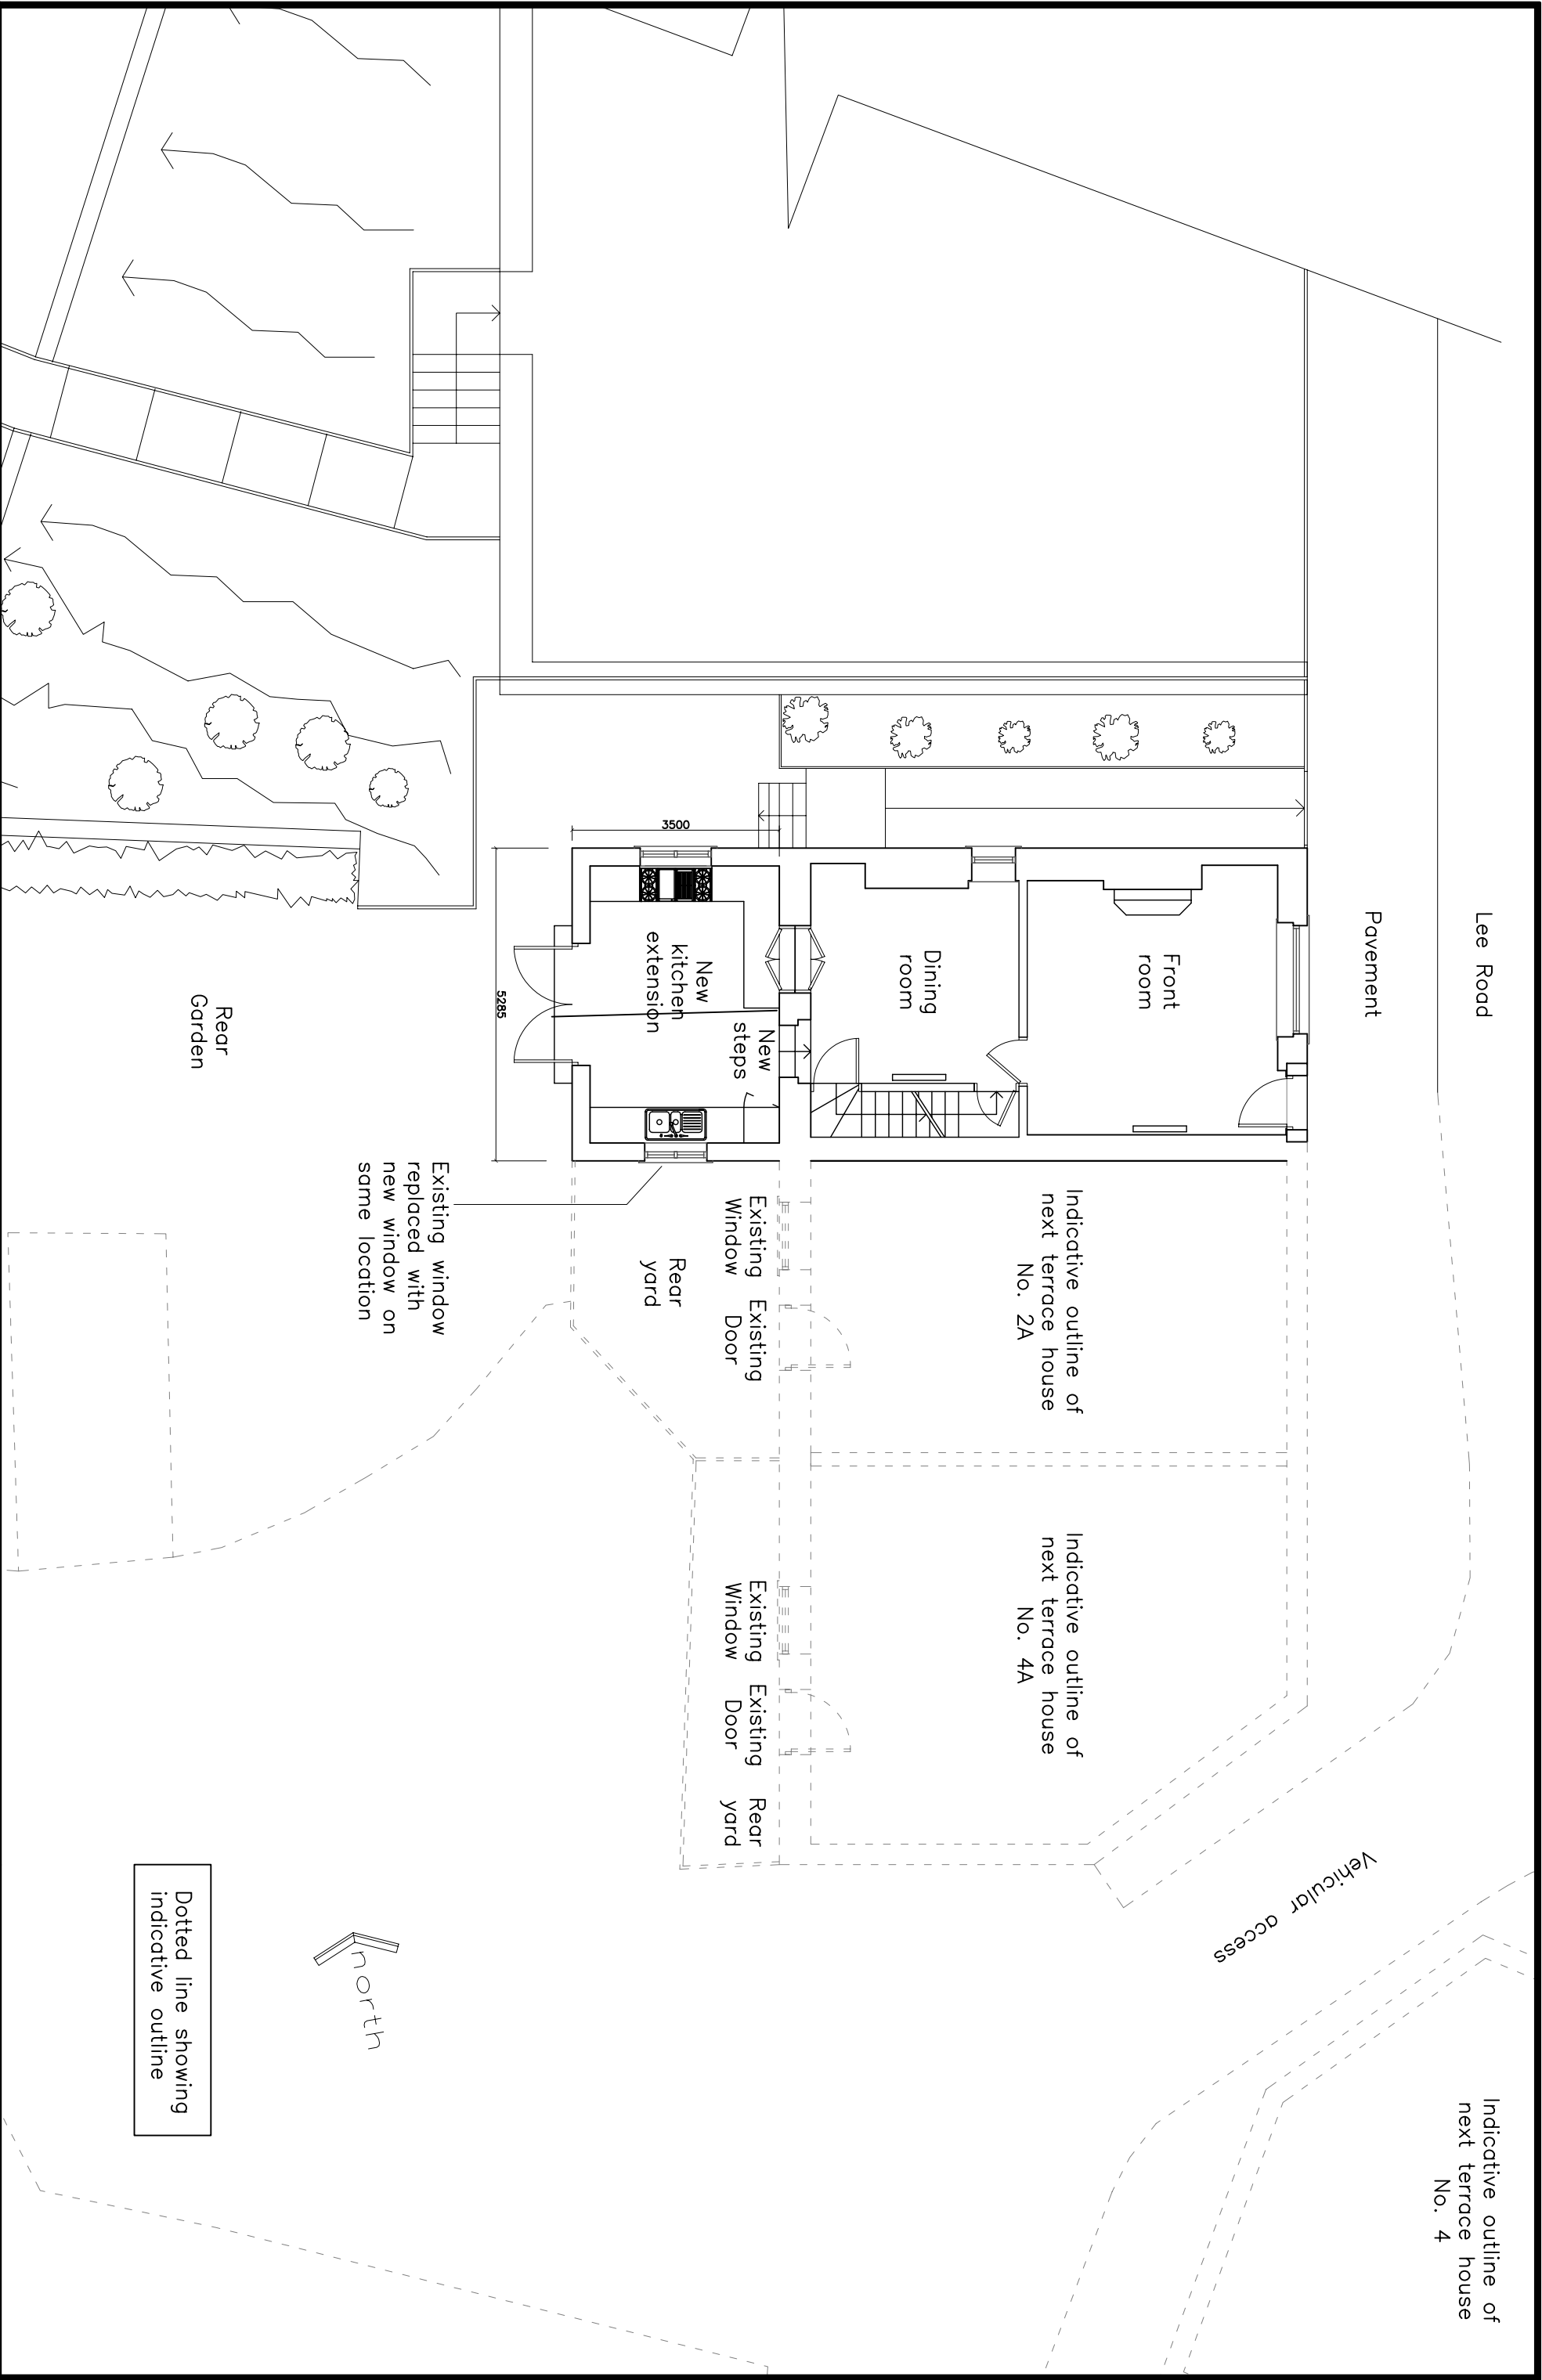 Lee Road
Pavement
Front
room
Dining
room
New
kitchen
extension
New
steps
3500
5285
Rear
Garden
Existing window
replaced with
new window on
same location
Indicative outline of
next terrace house
No. 2A
Existing
Window
Existing
Door
Rear
yard
Indicative outline of
next terrace house
No. 4A
Existing
Window
Existing
Door
Rear
yard
Vehicular access
Indicative outline of
next terrace house
No. 4
north
Dotted line showing
indicative outline